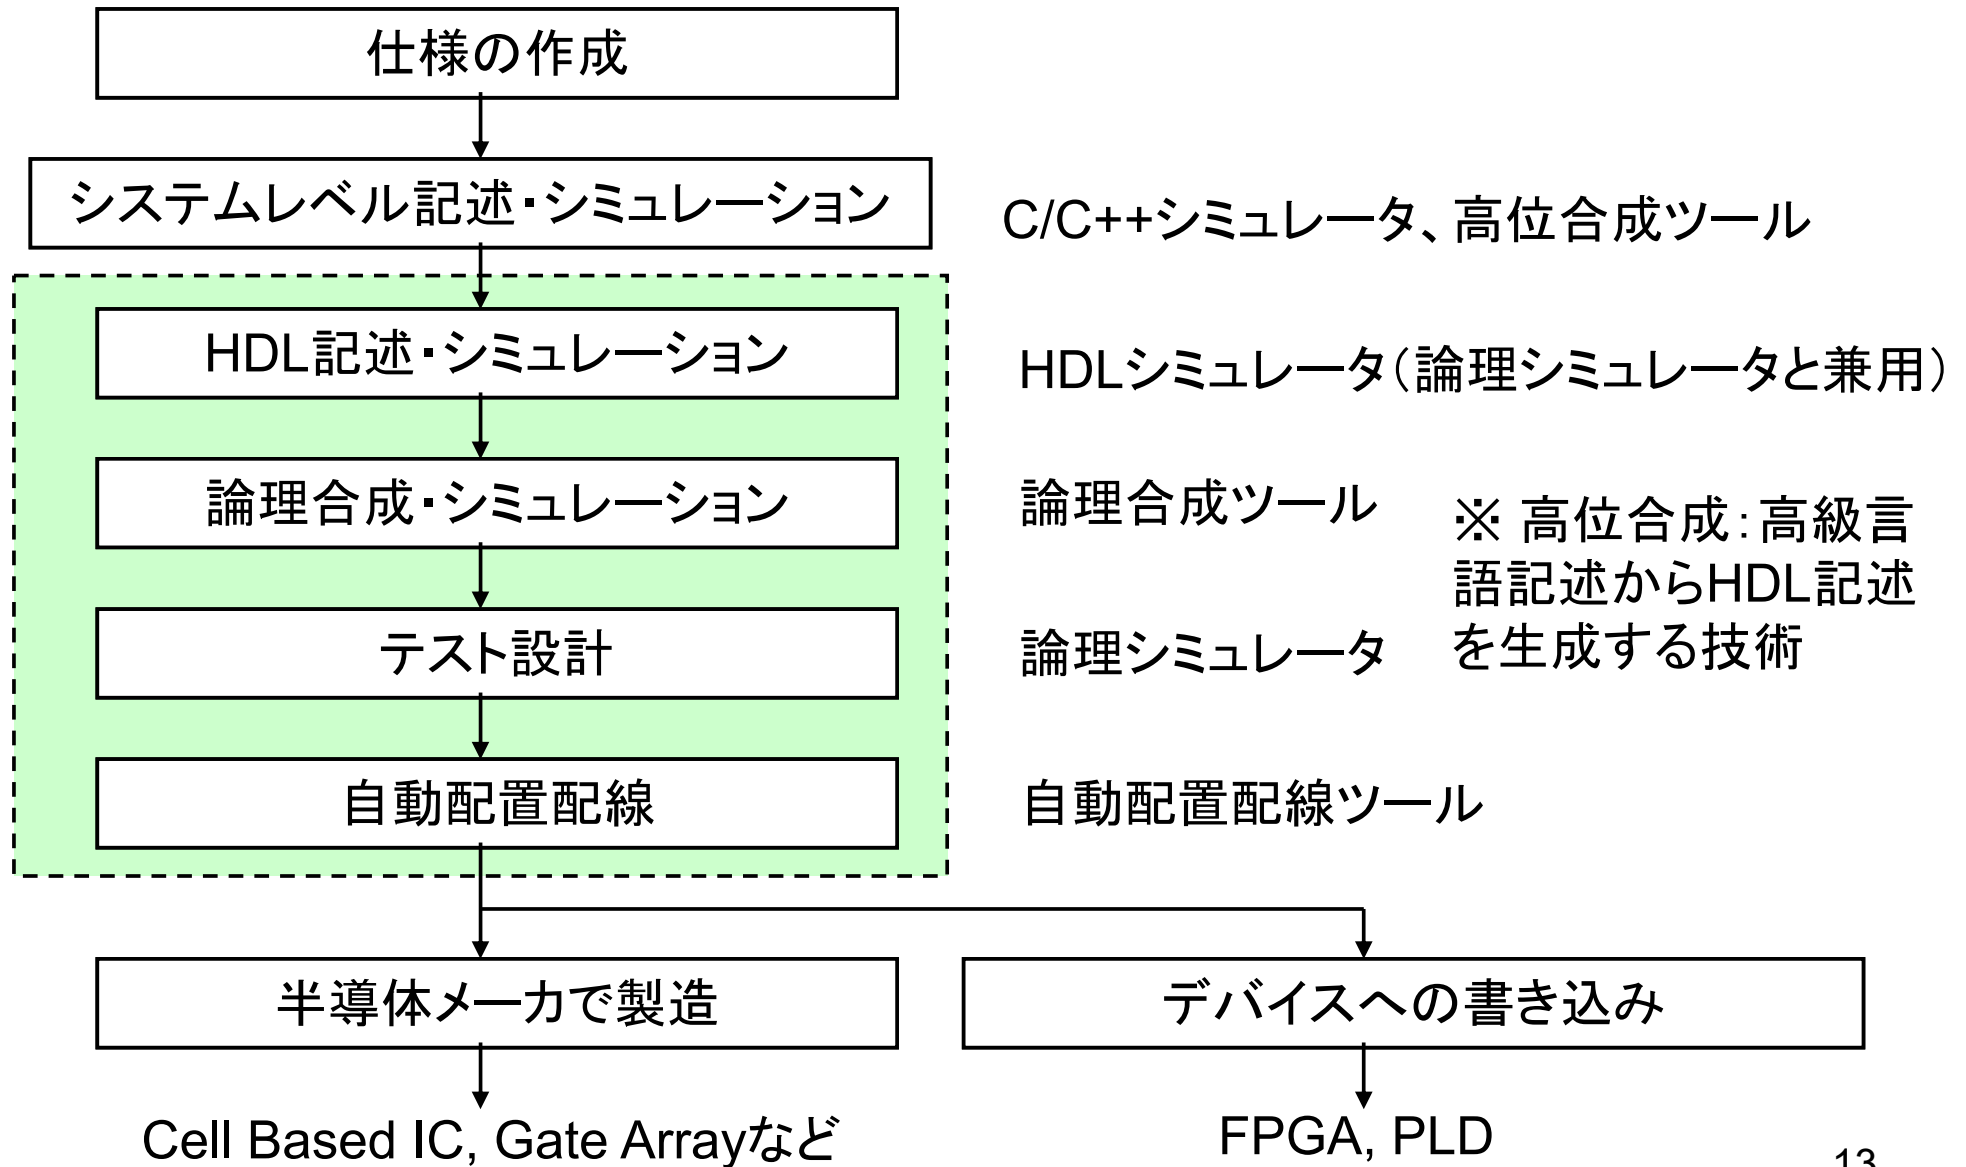 仕様の作成
システムレベル記述・シミュレーション
C/C++シミュレータ、高位合成ツール
HDL記述・シミュレーション
HDLシミュレータ（論理シミュレータと兼用）
論理合成・シミュレーション
論理合成ツール
※ 高位合成：高級言
語記述からHDL記述
を生成する技術
テスト設計
論理シミュレータ
自動配置配線
自動配置配線ツール
半導体メーカで製造
デバイスへの書き込み
Cell Based IC, Gate Arrayなど
FPGA, PLD
13